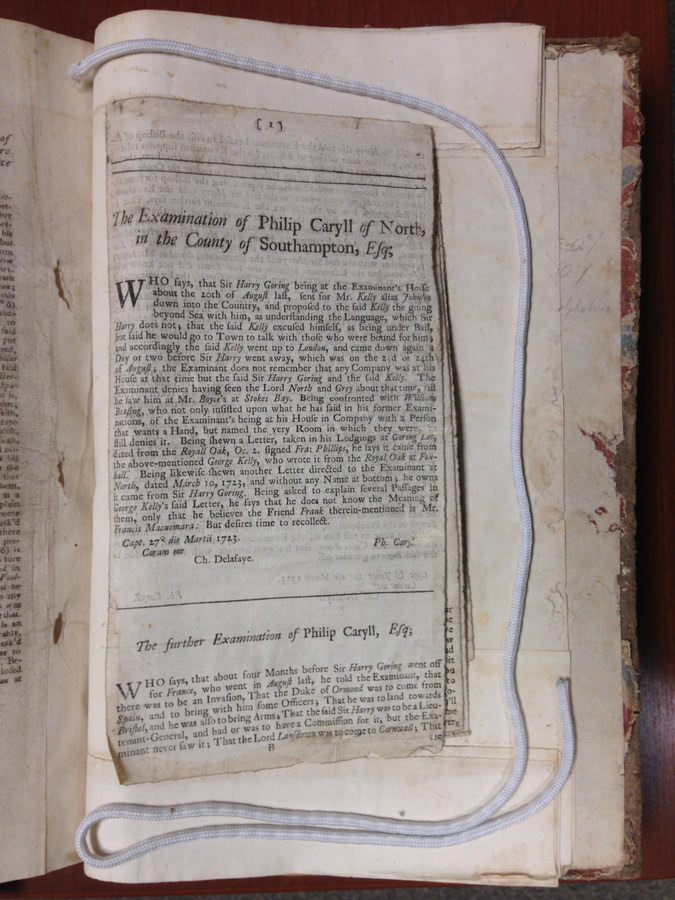 [ 1 ]
The Examination of Philip Caryll of North,
in the County of Southampton, Eſq;
WHO ſays, that Sir Harry Goring being at the Examinant's Houſe
about the 20th of Auguſt laſt, ſent for Mr. Kelly alias Johnſon
down into the Country, and propoſed to the ſaid Kelly the going
beyond Sea with him, as underſtanding the Language, which Sir
Harry does not; that the ſaid Kelly excuſed himſelf, as being under Bail,
but ſaid he would go to Town to talk with thoſe who were bound for him;
and accordingly the ſaid Kelly went up to London, and came down again a
Day or two before Sir Harry went away, which was on the 23d or 24th
of Auguſt; the Examinant does not remember that any Company was at his
Houſe at that time but the ſaid Sir Harry Goring and the ſaid Kelly. The
Examinant denies having ſeen the Lord North and Grey about that time, till
he ſaw him at Mr. Boyce's at Stokes Bay. Being confronted with William
Beaſing, who not only inſiſted upon what he has ſaid in his former Exami-
nations, of the Examinant's being at his Houſe in Company with a Perſon
that wants a Hand, but named the very Room in which they were,
ſtill denies it. Being ſhewn a Letter, taken in his Lodgings at Goring Lee,
dated from the Royall Oak, Oc. 2. ſigned Fra: Phillips, he ſays it came from
the above-mentioned George Kelly, who wrote it from the Royal Oak at Fax-
hall. Being likewiſe ſhewn another Letter directed to the Examinant at
North, dated March 10, 1723, and without any Name at bottom; he owns
it came from Sir Harry Goring. Being asked to explain ſeveral Paſſages in
George Kelly's ſaid Letter, he ſays that he does not know the Meaning of
them, only that he believes the Friend Frank therein-mentioned is Mr.
Francis Macnemara: But deſires time to recollect.
Capt. 27° die Martii 1723.
Coram me
Ph. Caryl
Ch. Delafaye.
The further Examination of Philip Caryll, Eſq;
WHO ſays, that about four Months before Sir Harry Goring went off
for France, who went in Auguſt laſt, he told the Examinant, that
there was to be an Invaſion, That the Duke of Ormond was to come from
Spain, and to bring with him ſome Officers; That he was to land towards
Briſtol, and he was alſo to bring Arms; That the ſaid Sir Harry was to be a Lieu-
tenant-General, and had or was to have a Commiſſion for it, but the Exa-
minant never ſaw it; That the Lord Lanſdown was to come to Cornwall; That
B